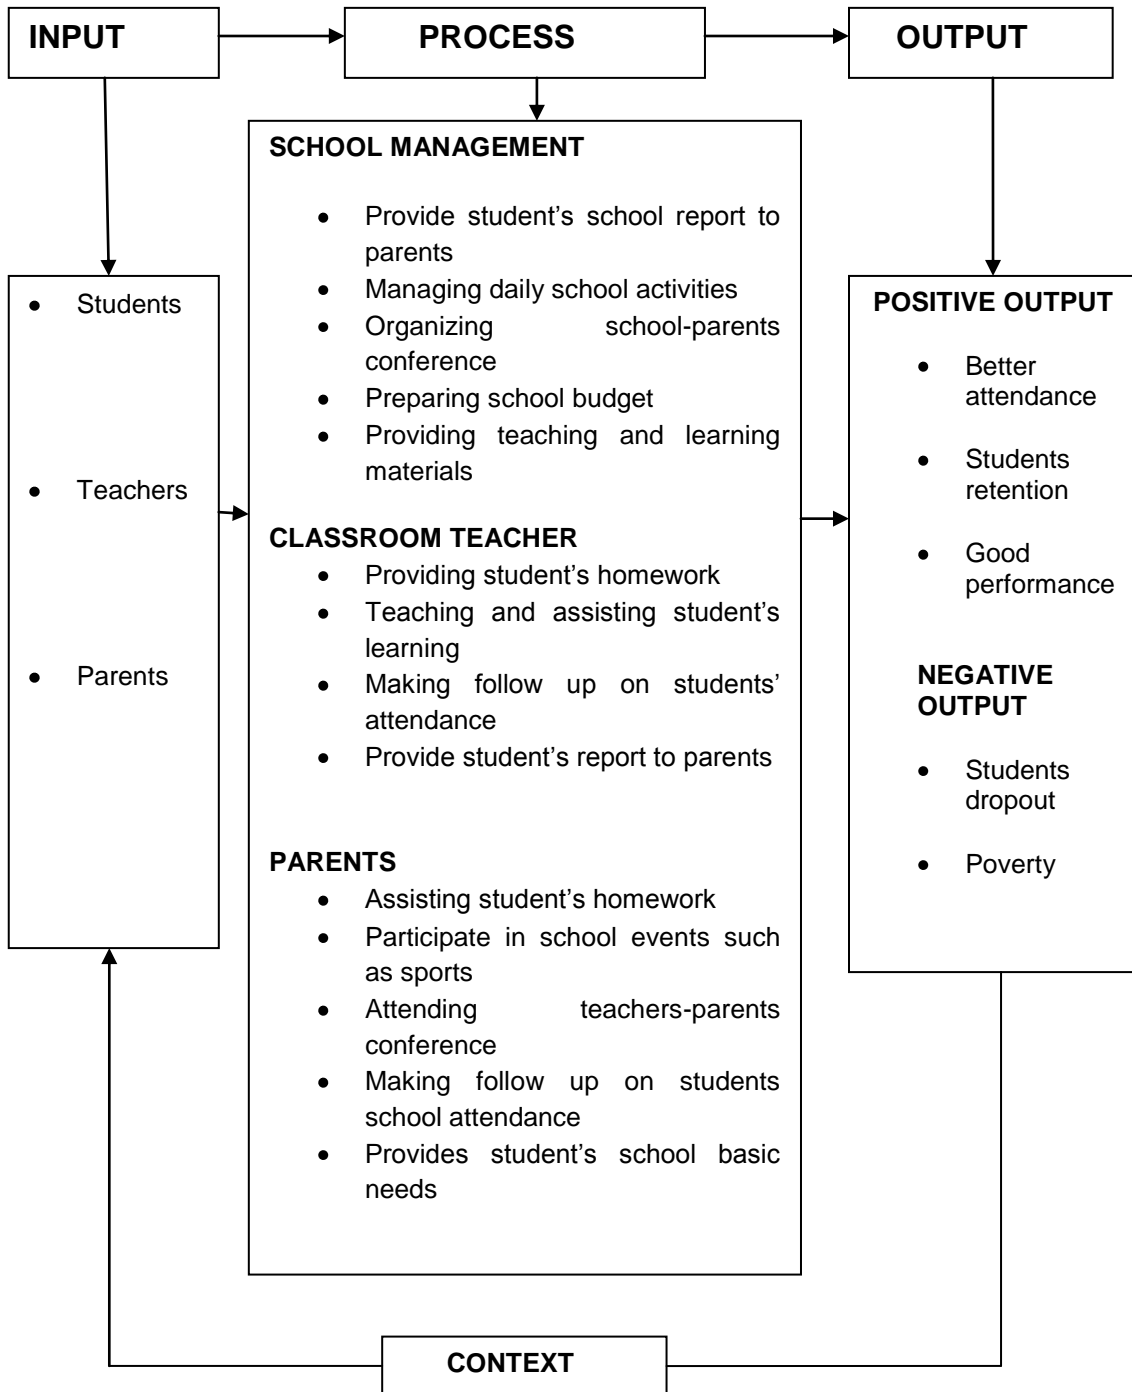 INPUT
PROCESS
OUTPUT
• Students
• Teachers
• Parents
SCHOOL MANAGEMENT
• Provide student’s school report to
parents
• Managing daily school activities
• Organizing school-parents
conference
• Preparing school budget
• Providing teaching and learning
materials
CLASSROOM TEACHER
• Providing student’s homework
• Teaching and assisting student’s
learning
• Making follow up on students’
attendance
• Provide student’s report to parents
PARENTS
• Assisting student’s homework
• Participate in school events such
as sports
• Attending teachers-parents
conference
• Making follow up on students
school attendance
• Provides student’s school basic
needs
POSITIVE OUTPUT
• Better
attendance
• Students
retention
• Good
performance
NEGATIVE
OUTPUT
• Students
dropout
• Poverty
CONTEXT